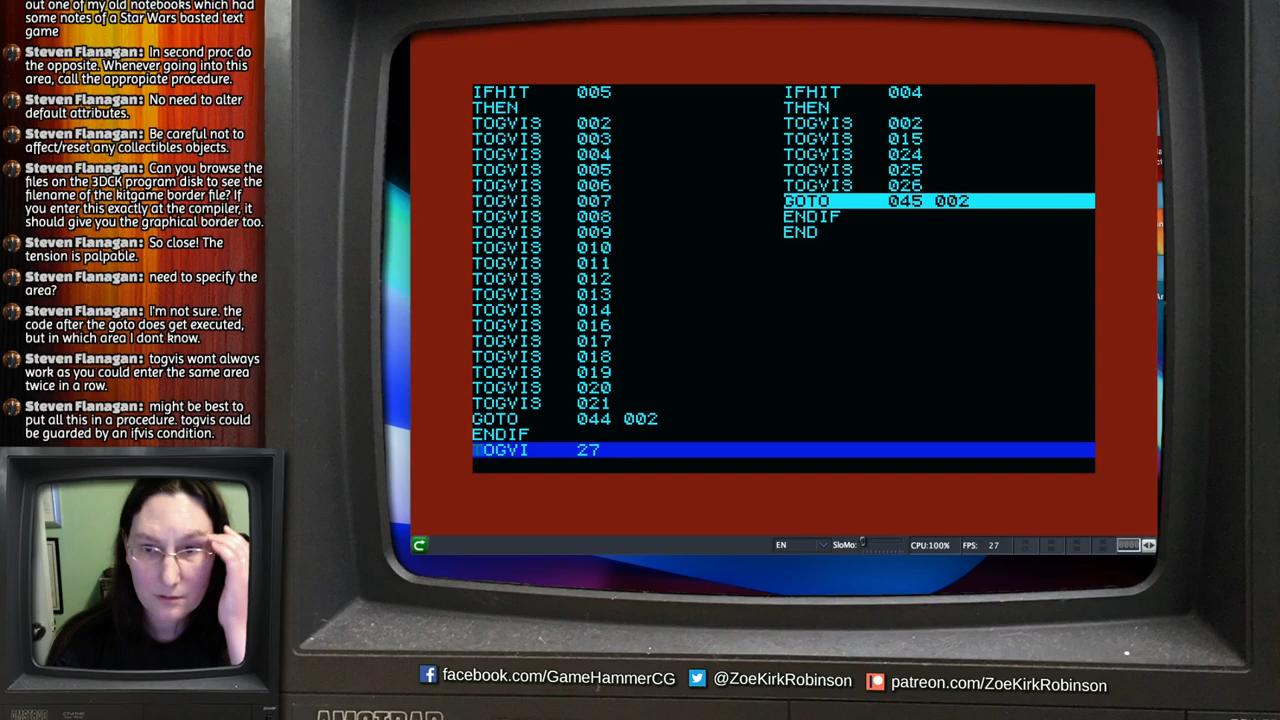 out one of my old notebooks which had
some notes of a Star Wars basted text
game
Steven Flanagan: In second proc do
the opposite. Whenever going into this
area, call the appropiate procedure.
Steven Flanagan: No need to alter
default attributes.
Steven Flanagan: Be careful not to
affect/reset any collectibles objects.
Steven Flanagan: Can you browse the
files on the 3DCK program disk to see the
filename of the kitgame border file? If
you enter this exactly at the compiler, it
should give you the graphical border too.
Steven Flanagan: So close! The
tension is palpable.
Steven Flanagan: need to specify the
area?
Steven Flanagan: I'm not sure. the
code after the goto does get executed,
but in which area I dont know.
Steven Flanagan: togvis wont always
work as you could enter the same area
twice in a row.
Steven Flanagan: might be best to
put all this in a procedure. togvis could
be guarded by an ifvis condition.
IFHIT 005
THEN
TOGVIS 002
TOGVIS 003
TOGVIS 004
TOGVIS 005
TOGVIS 006
TOGVIS 007
TOGVIS 008
TOGVIS 009
TOGVIS 010
TOGVIS 011
TOGVIS 012
TOGVIS 013
TOGVIS 014
TOGVIS 016
TOGVIS 017
TOGVIS 018
TOGVIS 019
TOGVIS 020
TOGVIS 021
GOTO 044 002
ENDIF
TOGVI 27
IFHIT 004
THEN
TOGVIS 002
TOGVIS 015
TOGVIS 024
TOGVIS 025
TOGVIS 026
GOTO 045 002
ENDIF
END
EN SloMo: CPU:100% FPS: 27
facebook.com/GameHammerCG @ZoeKirkRobinson patreon.com/ZoeKirkRobinson
AMSTRAD